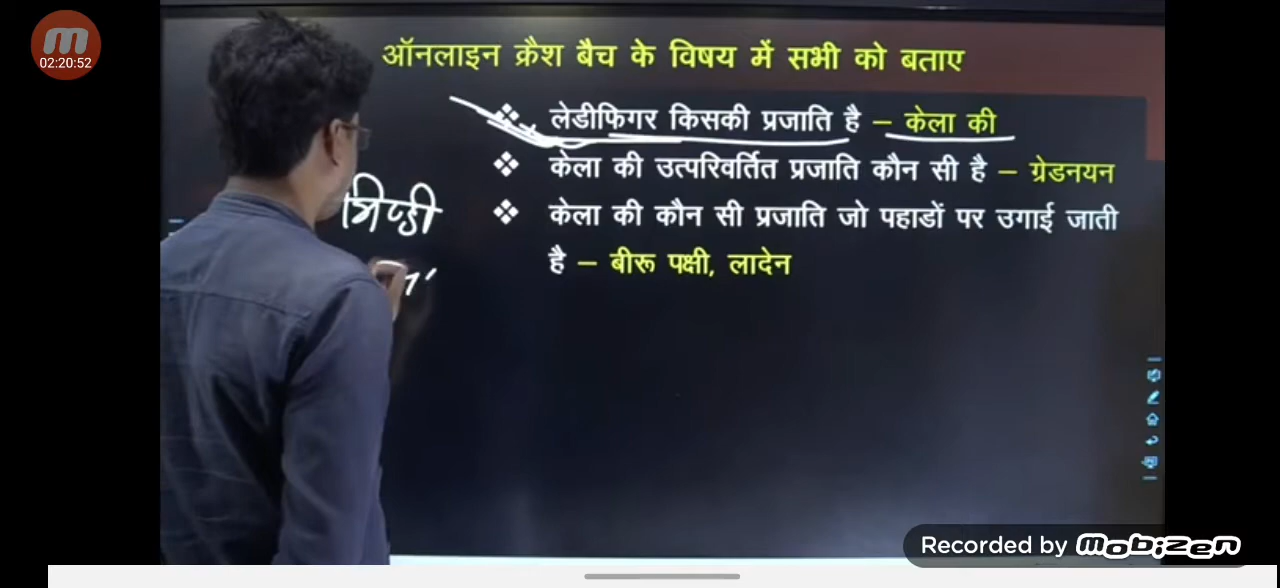 02:20:52
ऑनलाइन क्रैश बैच के विषय में सभी को बताए
❖ लेडीफिगर किसकी प्रजाति है – केला की
❖ केला की उत्परिवर्तित प्रजाति कौन सी है – ग्रेडनयन
भिण्डी
❖ केला की कौन सी प्रजाति जो पहाडों पर उगाई जाती
है – बीरू पक्षी, लादेन
Recorded by mobizen